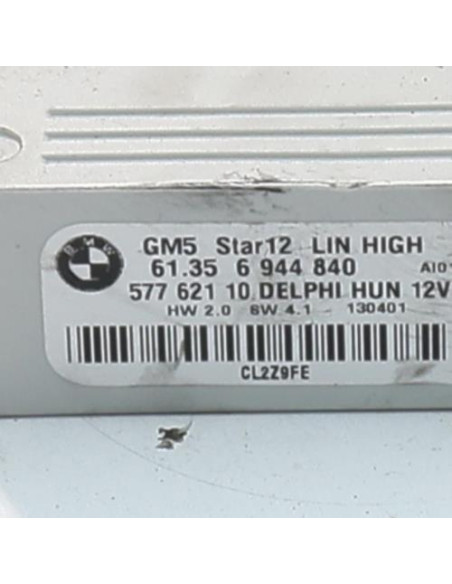 BMW
GM5 Star12 LIN HIGH
61.35 6 944 840 AI01
577 621 10 DELPHI HUN 12V
HW 2.0 SW 4.1 130401
CL2Z9FE